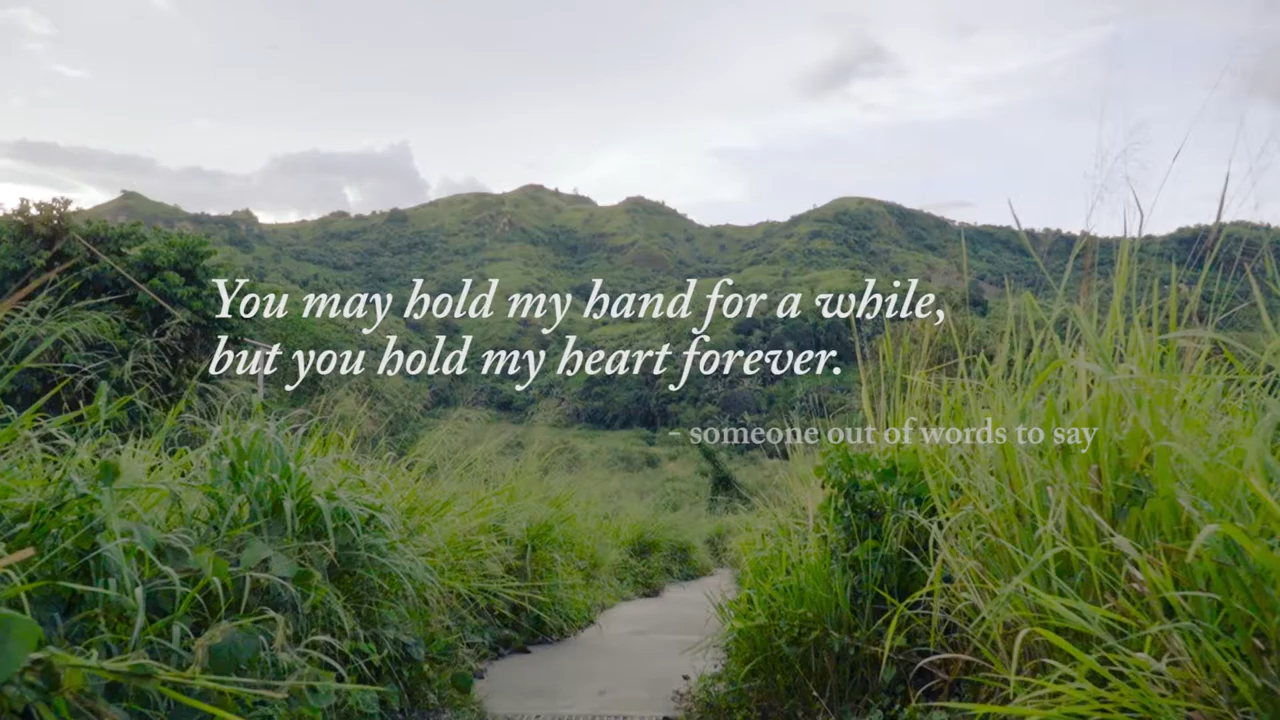 You may hold my hand for a while,
but you hold my heart forever.
- someone out of words to say